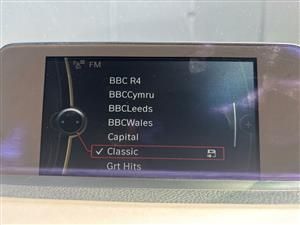 FM
BBC R4
BBCCymru
BBCLeeds
BBCWales
Capital
Classic
Grt Hits